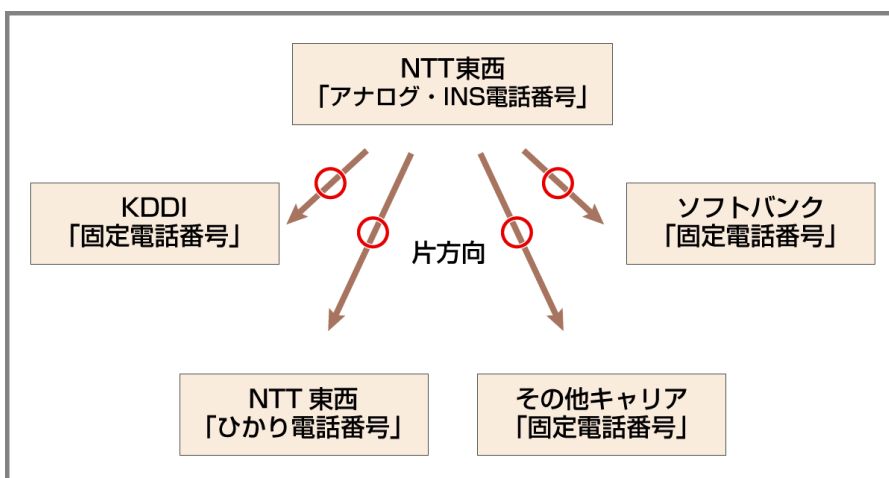 NTT東西
「アナログ・INS電話番号」
KDDI
「固定電話番号」
ソフトバンク
「固定電話番号」
片方向
NTT 東西
「ひかり電話番号」
その他キャリア
「固定電話番号」